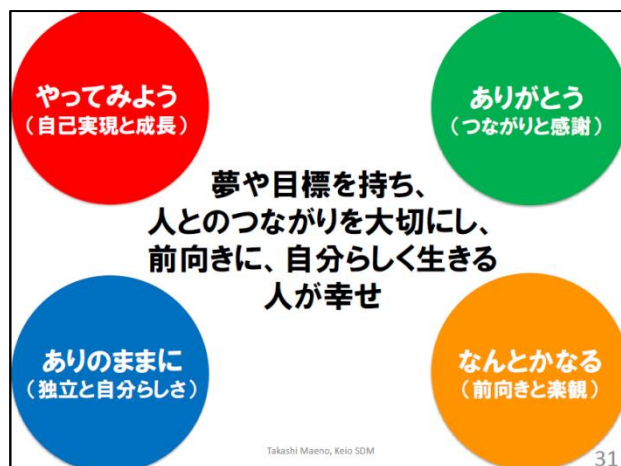 やってみよう
（自己実現と成長）
ありがとう
（つながりと感謝）
夢や目標を持ち、
人とのつながりを大切にし、
前向きに、自分らしく生きる
人が幸せ
ありのままに
（独立と自分らしさ）
なんとかなる
（前向きと楽観）
Takashi Maeno, Keio SDM
31